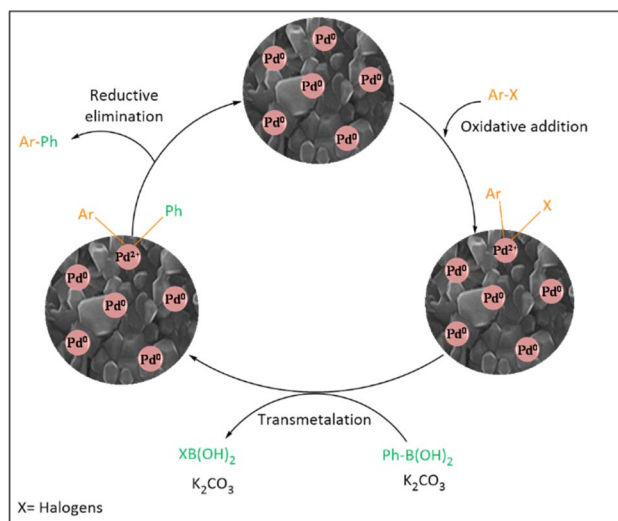 Pd⁰
Pd⁰
Pd⁰
Pd⁰
Pd⁰
Pd⁰
Ar-X
Oxidative addition
Reductive
elimination
Ar-Ph
Ar
Ph
Pd²⁺
Pd⁰
Pd⁰
Pd⁰
Pd⁰
Pd⁰
Ar
X
Pd²⁺
Pd⁰
Pd⁰
Pd⁰
Pd⁰
Pd⁰
Transmetalation
XB(OH)₂
K₂CO₃
Ph-B(OH)₂
K₂CO₃
X= Halogens